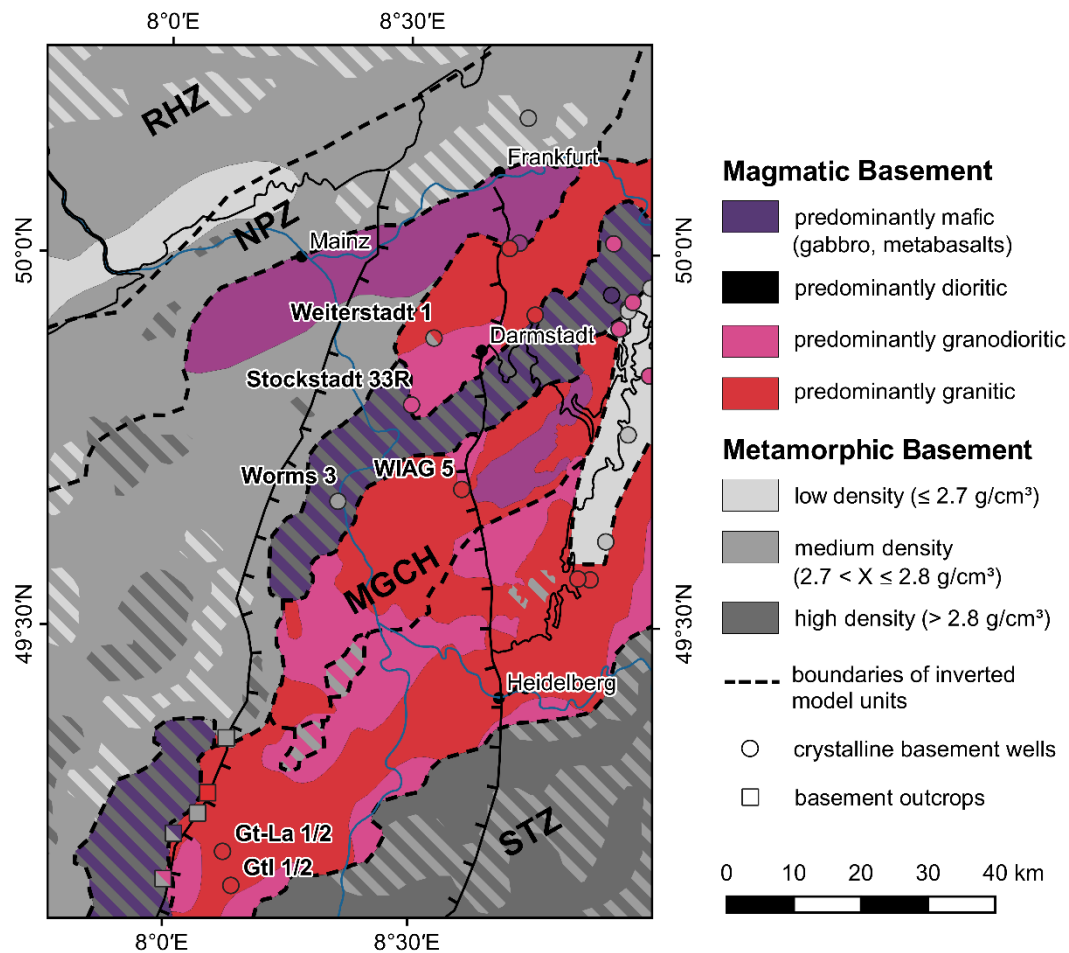 8°0′E
8°30′E
RHZ
Frankfurt
NPZ
Mainz
50°0′N
50°0′N
Weiterstadt 1
Darmstadt
Stockstadt 33R
Worms 3
WIAG 5
MGCH
49°30′N
49°30′N
Heidelberg
STZ
Gt-La 1/2
GtI 1/2
8°0′E
8°30′E
Magmatic Basement
predominantly mafic
(gabbro, metabasalts)
predominantly dioritic
predominantly granodioritic
predominantly granitic
Metamorphic Basement
low density (≤ 2.7 g/cm³)
medium density
(2.7 < X ≤ 2.8 g/cm³)
high density (> 2.8 g/cm³)
boundaries of inverted
model units
crystalline basement wells
basement outcrops
0 10 20 30 40 km